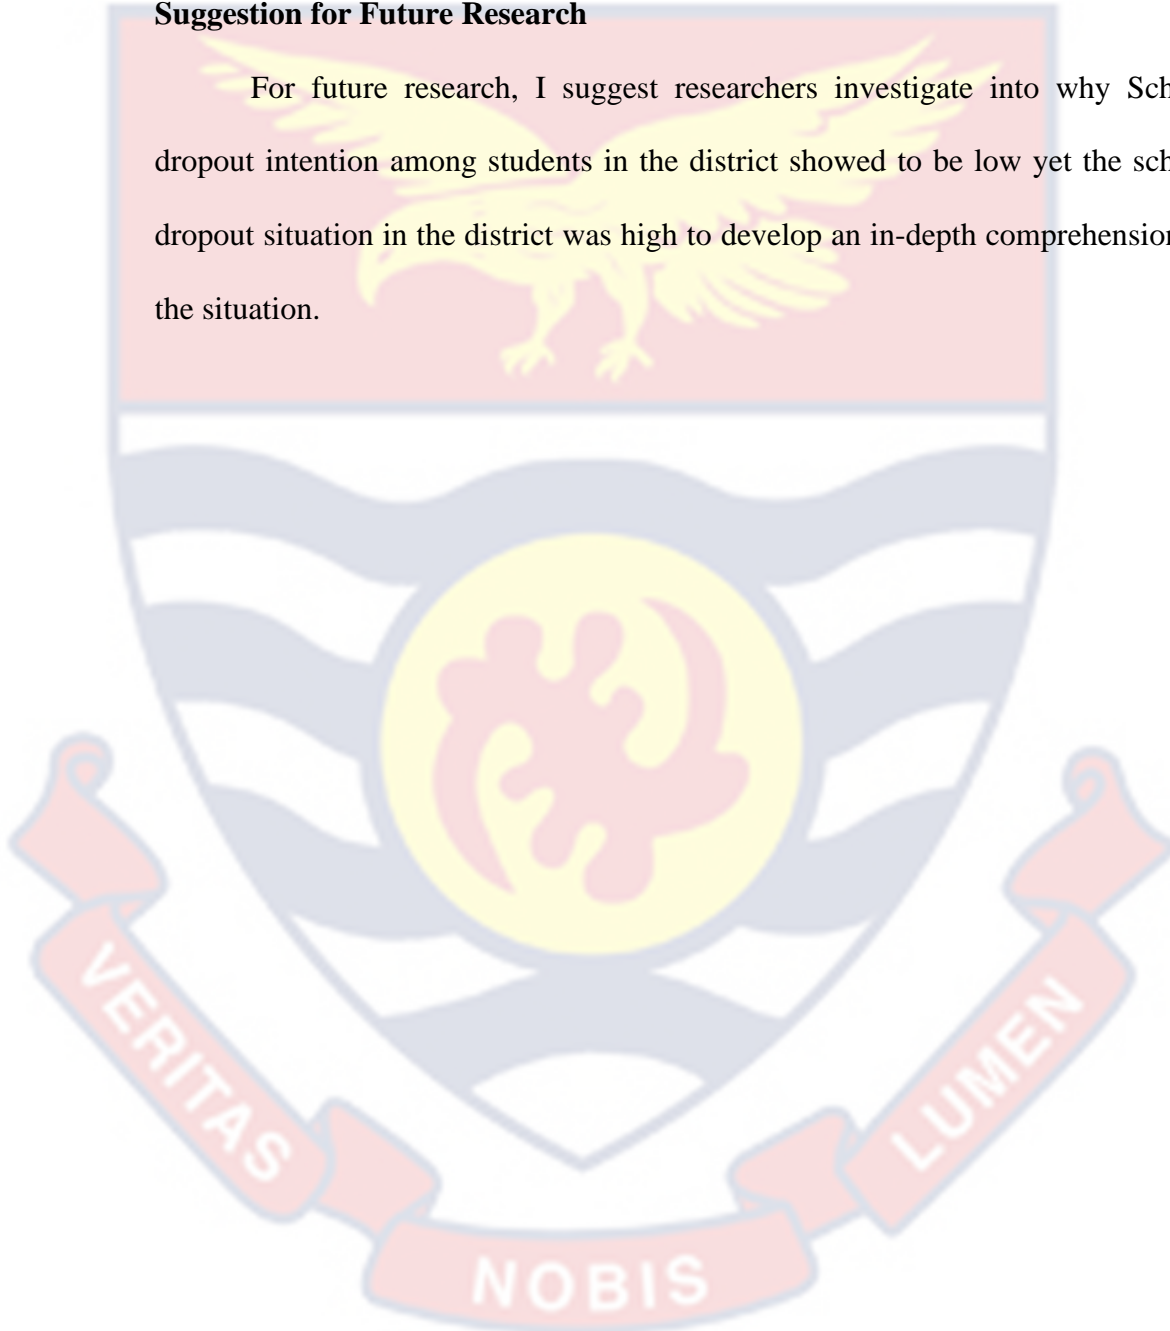 Suggestion for Future Research
For future research, I suggest researchers investigate into why Sch
dropout intention among students in the district showed to be low yet the sch
dropout situation in the district was high to develop an in-depth comprehension
the situation.
VERITAS
NOBIS
LUMEN